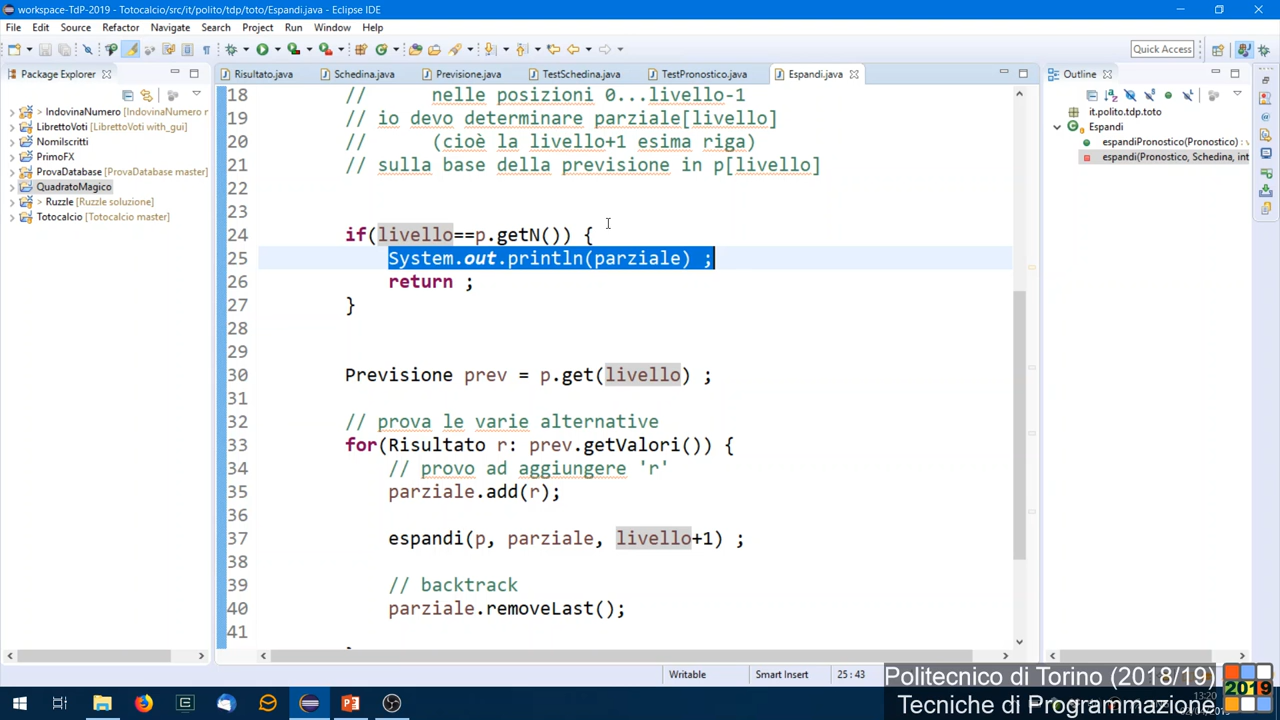 workspace-TdP-2019 - Totocalcio/src/it/polito/tdp/toto/Espandi.java - Eclipse IDE
File Edit Source Refactor Navigate Search Project Run Window Help
Quick Access
Package Explorer
Risultato.java Schedina.java Previsione.java TestSchedina.java TestPronostico.java Espandi.java
Outline
IndovinaNumero [IndovinaNumero r
LibrettoVoti [LibrettoVoti with_gui]
NomiIscritti
PrimoFX
ProvaDatabase [ProvaDatabase master]
QuadratoMagico
> Ruzzle [Ruzzle soluzione]
Totocalcio [Totocalcio master]
18 // nelle posizioni 0...livello-1
19 // io devo determinare parziale[livello]
20 // (cioè la livello+1 esima riga)
21 // sulla base della previsione in p[livello]
22
23
24 if(livello==p.getN()) {
25 System.out.println(parziale) ;
26 return ;
27 }
28
29
30 Previsione prev = p.get(livello) ;
31
32 // prova le varie alternative
33 for(Risultato r: prev.getValori()) {
34 // provo ad aggiungere 'r'
35 parziale.add(r);
36
37 espandi(p, parziale, livello+1) ;
38
39 // backtrack
40 parziale.removeLast();
41
it.polito.tdp.toto
Espandi
espandiPronostico(Pronostico) :
espandi(Pronostico, Schedina, int
Writable Smart Insert 25 : 43
Politecnico di Torino (2018/19)
Tecniche di Programmazione
2019
13:20